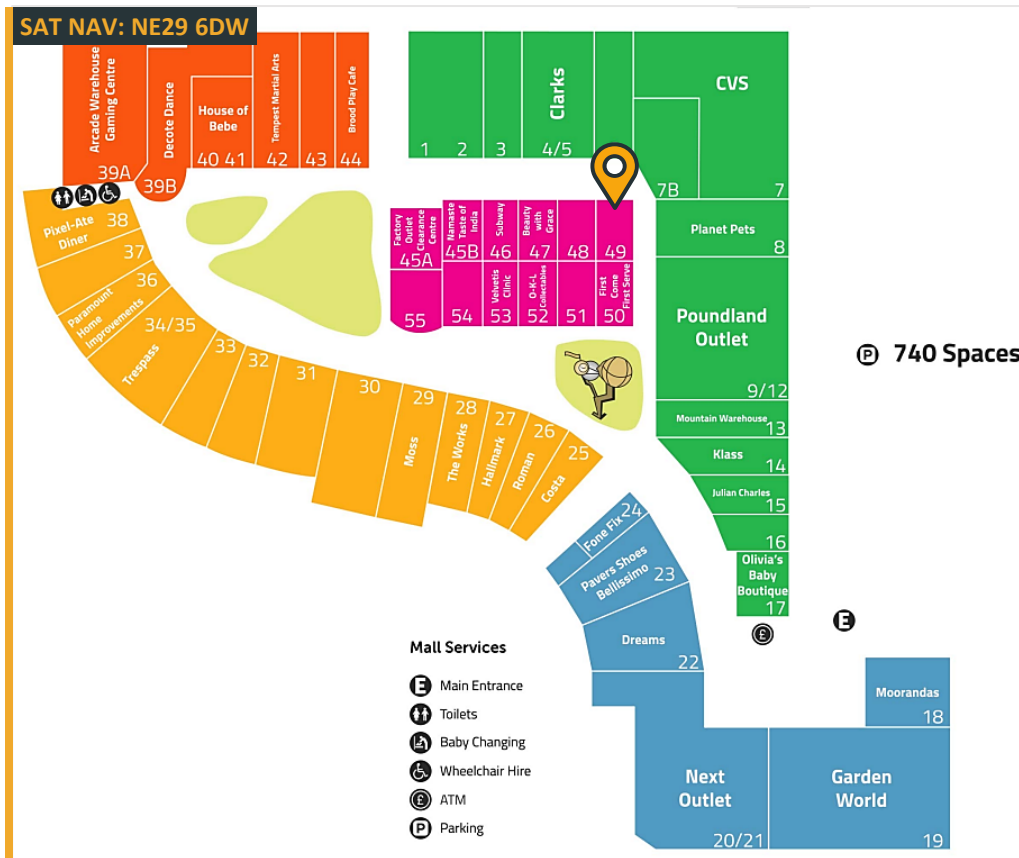 SAT NAV: NE29 6DW
Arcade Warehouse
Gaming Centre
39A
Decote Dance
39B
House of
Bebe
40 41
Tempest Martial Arts
42
43
Brood Play Cafe
44
1
2
3
Clarks
4/5
7B
CVS
7
Planet Pets
8
Poundland
Outlet
9/12
Mountain Warehouse
13
Klass
14
Julian Charles
15
16
Olivia's
Baby
Boutique
17
P 740 Spaces
Factory
Outlet
Clearance
Centre
45A
Namaste
Taste of
India
45B
Subway
46
Beauty
with
Grace
47
48
49
55
54
Velvetis
Clinic
53
O-K-L
Collectables
52
51
First
Come
First Serve
50
Pixel-Ate
Diner
38
37
36
Paramount
Home
Improvements
34/35
Trespass
33
32
31
30
29
Moss
28
The Works
27
Hallmark
26
Roman
25
Costa
Fone Fix
24
Pavers Shoes
Bellissimo
23
Dreams
22
£
E
Moorandas
18
Next
Outlet
20/21
Garden
World
19
Mall Services
E Main Entrance
Toilets
Baby Changing
Wheelchair Hire
£ ATM
P Parking